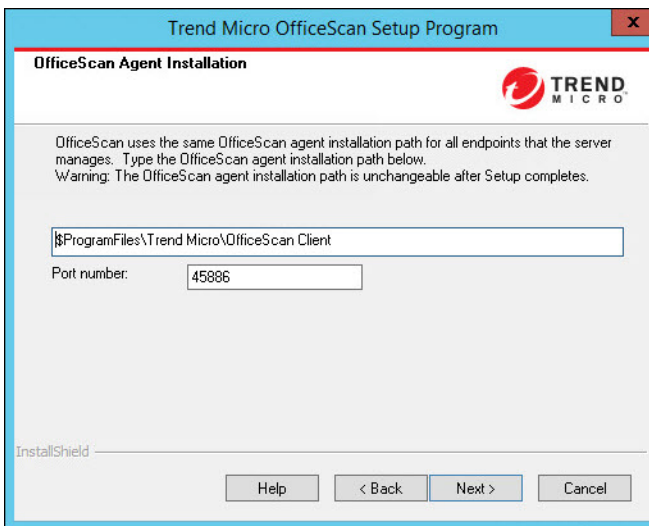 Trend Micro OfficeScan Setup Program
x
OfficeScan Agent Installation
TREND
MICRO
OfficeScan uses the same OfficeScan agent installation path for all endpoints that the server
manages. Type the OfficeScan agent installation path below.
Warning: The OfficeScan agent installation path is unchangeable after Setup completes.
$ProgramFiles\Trend Micro\OfficeScan Client
Port number: 45886
InstallShield
Help < Back Next > Cancel